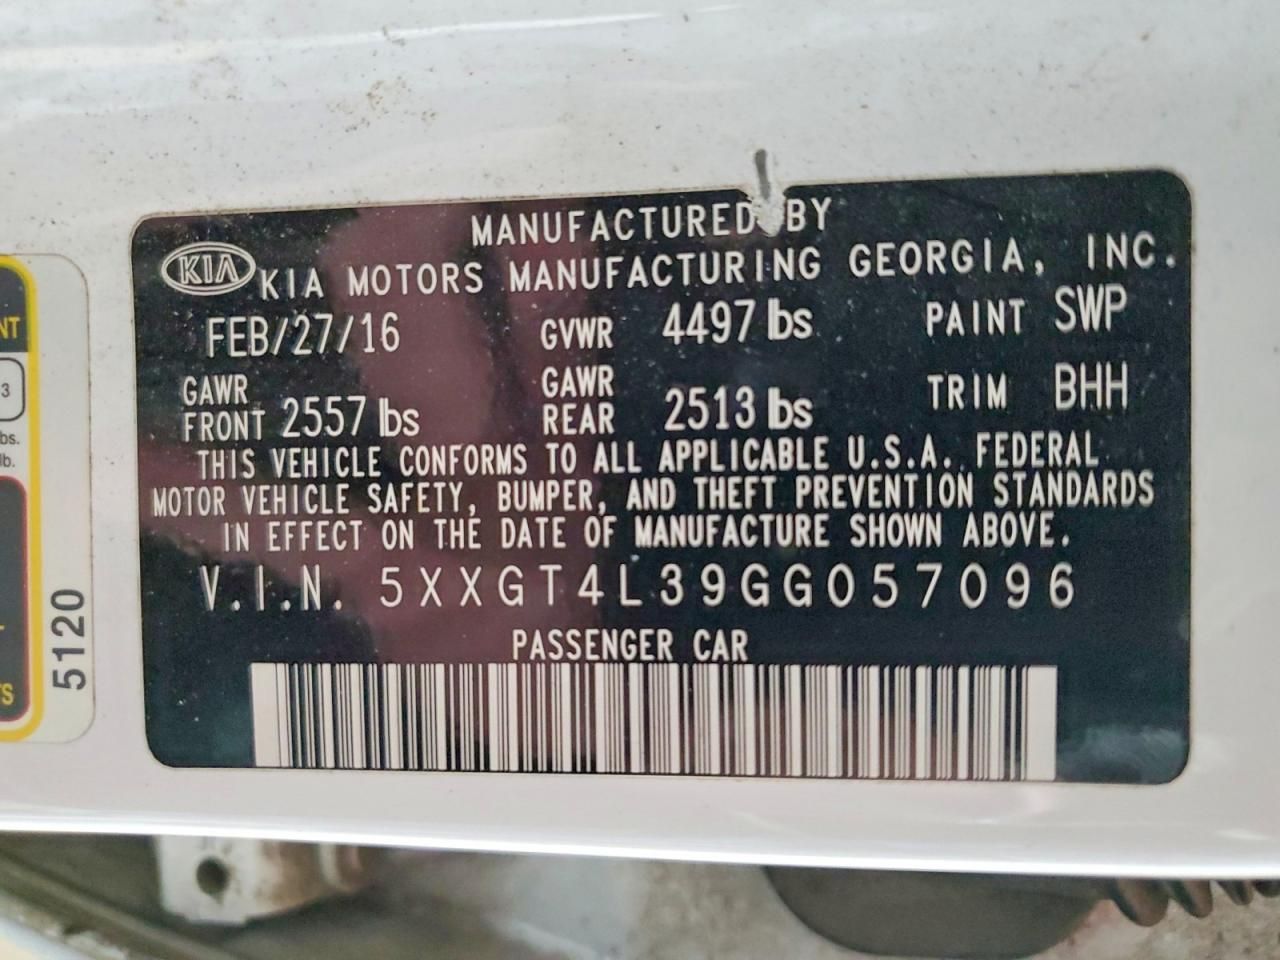 MANUFACTURED BY
KIA KIA MOTORS MANUFACTURING GEORGIA, INC.
FEB/27/16 GVWR 4497 lbs PAINT SWP
GAWR FRONT 2557 lbs GAWR REAR 2513 lbs TRIM BHH
THIS VEHICLE CONFORMS TO ALL APPLICABLE U.S.A. FEDERAL
MOTOR VEHICLE SAFETY, BUMPER, AND THEFT PREVENTION STANDARDS
IN EFFECT ON THE DATE OF MANUFACTURE SHOWN ABOVE.
V.I.N. 5XXGT4L39GG057096
PASSENGER CAR
5120
3